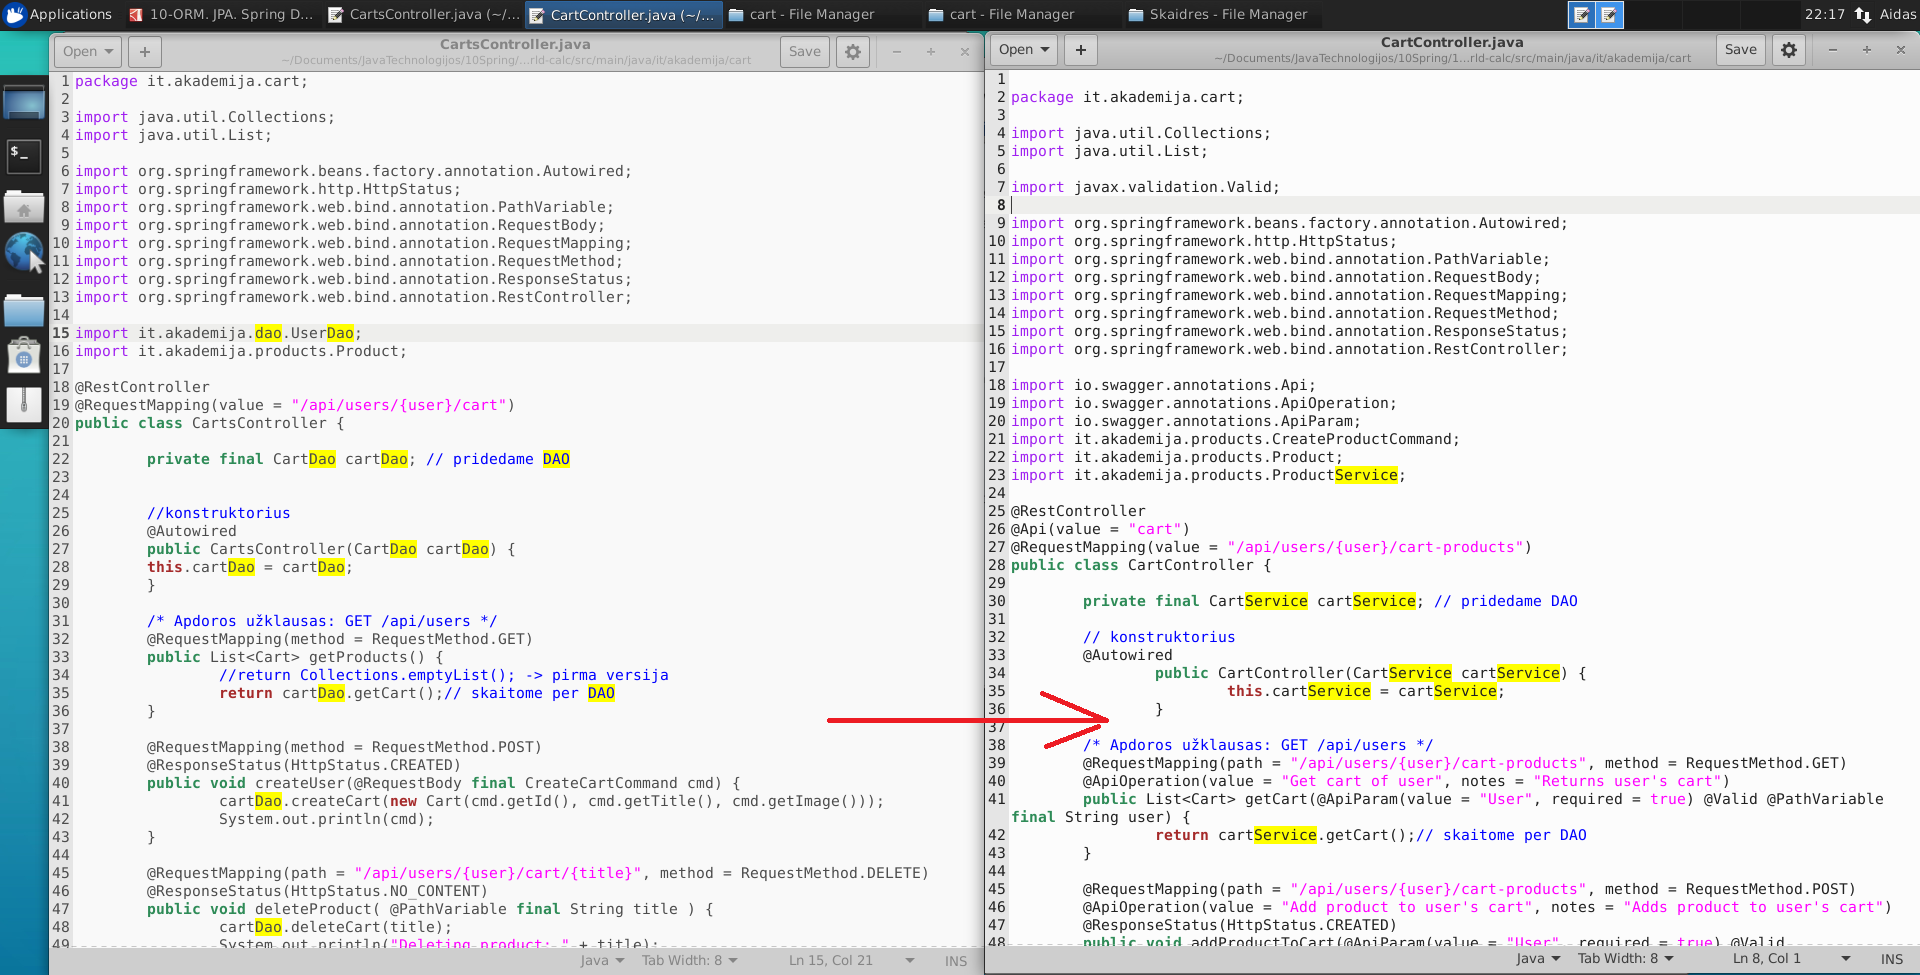 Applications
10-ORM. JPA. Spring D...
CartsController.java (~/...
CartController.java (~/...
cart - File Manager
cart - File Manager
Skaidres - File Manager
22:17
Aidas
Open
+
CartsController.java
~/Documents/JavaTechnologijos/10Spring/...rld-calc/src/main/java/it/akademija/cart
Save
1 package it.akademija.cart;
2
3 import java.util.Collections;
4 import java.util.List;
5
6 import org.springframework.beans.factory.annotation.Autowired;
7 import org.springframework.http.HttpStatus;
8 import org.springframework.web.bind.annotation.PathVariable;
9 import org.springframework.web.bind.annotation.RequestBody;
10 import org.springframework.web.bind.annotation.RequestMapping;
11 import org.springframework.web.bind.annotation.RequestMethod;
12 import org.springframework.web.bind.annotation.ResponseStatus;
13 import org.springframework.web.bind.annotation.RestController;
14
15 import it.akademija.dao.UserDao;
16 import it.akademija.products.Product;
17
18 @RestController
19 @RequestMapping(value = "/api/users/{user}/cart")
20 public class CartsController {
21
22 private final CartDao cartDao; // pridedame DAO
23
24
25 //konstruktorius
26 @Autowired
27 public CartsController(CartDao cartDao) {
28 this.cartDao = cartDao;
29 }
30
31 /* Apdoros užklausas: GET /api/users */
32 @RequestMapping(method = RequestMethod.GET)
33 public List<Cart> getProducts() {
34 //return Collections.emptyList(); -> pirma versija
35 return cartDao.getCart();// skaitome per DAO
36 }
37
38 @RequestMapping(method = RequestMethod.POST)
39 @ResponseStatus(HttpStatus.CREATED)
40 public void createUser(@RequestBody final CreateCartCommand cmd) {
41 cartDao.createCart(new Cart(cmd.getId(), cmd.getTitle(), cmd.getImage()));
42 System.out.println(cmd);
43 }
44
45 @RequestMapping(path = "/api/users/{user}/cart/{title}", method = RequestMethod.DELETE)
46 @ResponseStatus(HttpStatus.NO_CONTENT)
47 public void deleteProduct( @PathVariable final String title ) {
48 cartDao.deleteCart(title);
49 System.out.println("Deleting product: " + title);
Java
Tab Width: 8
Ln 15, Col 21
INS
Open
+
CartController.java
~/Documents/JavaTechnologijos/10Spring/1...rld-calc/src/main/java/it/akademija/cart
Save
1
2 package it.akademija.cart;
3
4 import java.util.Collections;
5 import java.util.List;
6
7 import javax.validation.Valid;
8
9 import org.springframework.beans.factory.annotation.Autowired;
10 import org.springframework.http.HttpStatus;
11 import org.springframework.web.bind.annotation.PathVariable;
12 import org.springframework.web.bind.annotation.RequestBody;
13 import org.springframework.web.bind.annotation.RequestMapping;
14 import org.springframework.web.bind.annotation.RequestMethod;
15 import org.springframework.web.bind.annotation.ResponseStatus;
16 import org.springframework.web.bind.annotation.RestController;
17
18 import io.swagger.annotations.Api;
19 import io.swagger.annotations.ApiOperation;
20 import io.swagger.annotations.ApiParam;
21 import it.akademija.products.CreateProductCommand;
22 import it.akademija.products.Product;
23 import it.akademija.products.ProductService;
24
25 @RestController
26 @Api(value = "cart")
27 @RequestMapping(value = "/api/users/{user}/cart-products")
28 public class CartController {
29
30 private final CartService cartService; // pridedame DAO
31
32 // konstruktorius
33 @Autowired
34 public CartController(CartService cartService) {
35 this.cartService = cartService;
36 }
37
38 /* Apdoros užklausas: GET /api/users */
39 @RequestMapping(path = "/api/users/{user}/cart-products", method = RequestMethod.GET)
40 @ApiOperation(value = "Get cart of user", notes = "Returns user's cart")
41 public List<Cart> getCart(@ApiParam(value = "User", required = true) @Valid @PathVariable
final String user) {
42 return cartService.getCart();// skaitome per DAO
43 }
44
45 @RequestMapping(path = "/api/users/{user}/cart-products", method = RequestMethod.POST)
46 @ApiOperation(value = "Add product to user's cart", notes = "Adds product to user's cart")
47 @ResponseStatus(HttpStatus.CREATED)
48 public void addProductToCart(@ApiParam(value = "User", required = true) @Valid
Java
Tab Width: 8
Ln 8, Col 1
INS